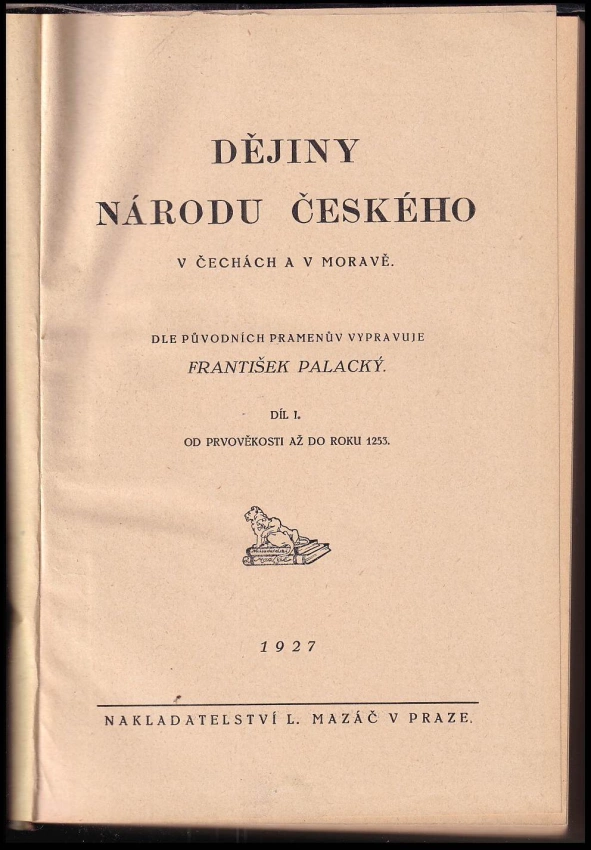 DĚJINY
NÁRODU ČESKÉHO
V ČECHÁCH A V MORAVĚ.
DLE PŮVODNÍCH PRAMENŮV VYPRAVUJE
FRANTIŠEK PALACKÝ.
DÍL I.
OD PRVOVĚKOSTI AŽ DO ROKU 1253.
1927
NAKLADATELSTVÍ L. MAZÁČ V PRAZE.